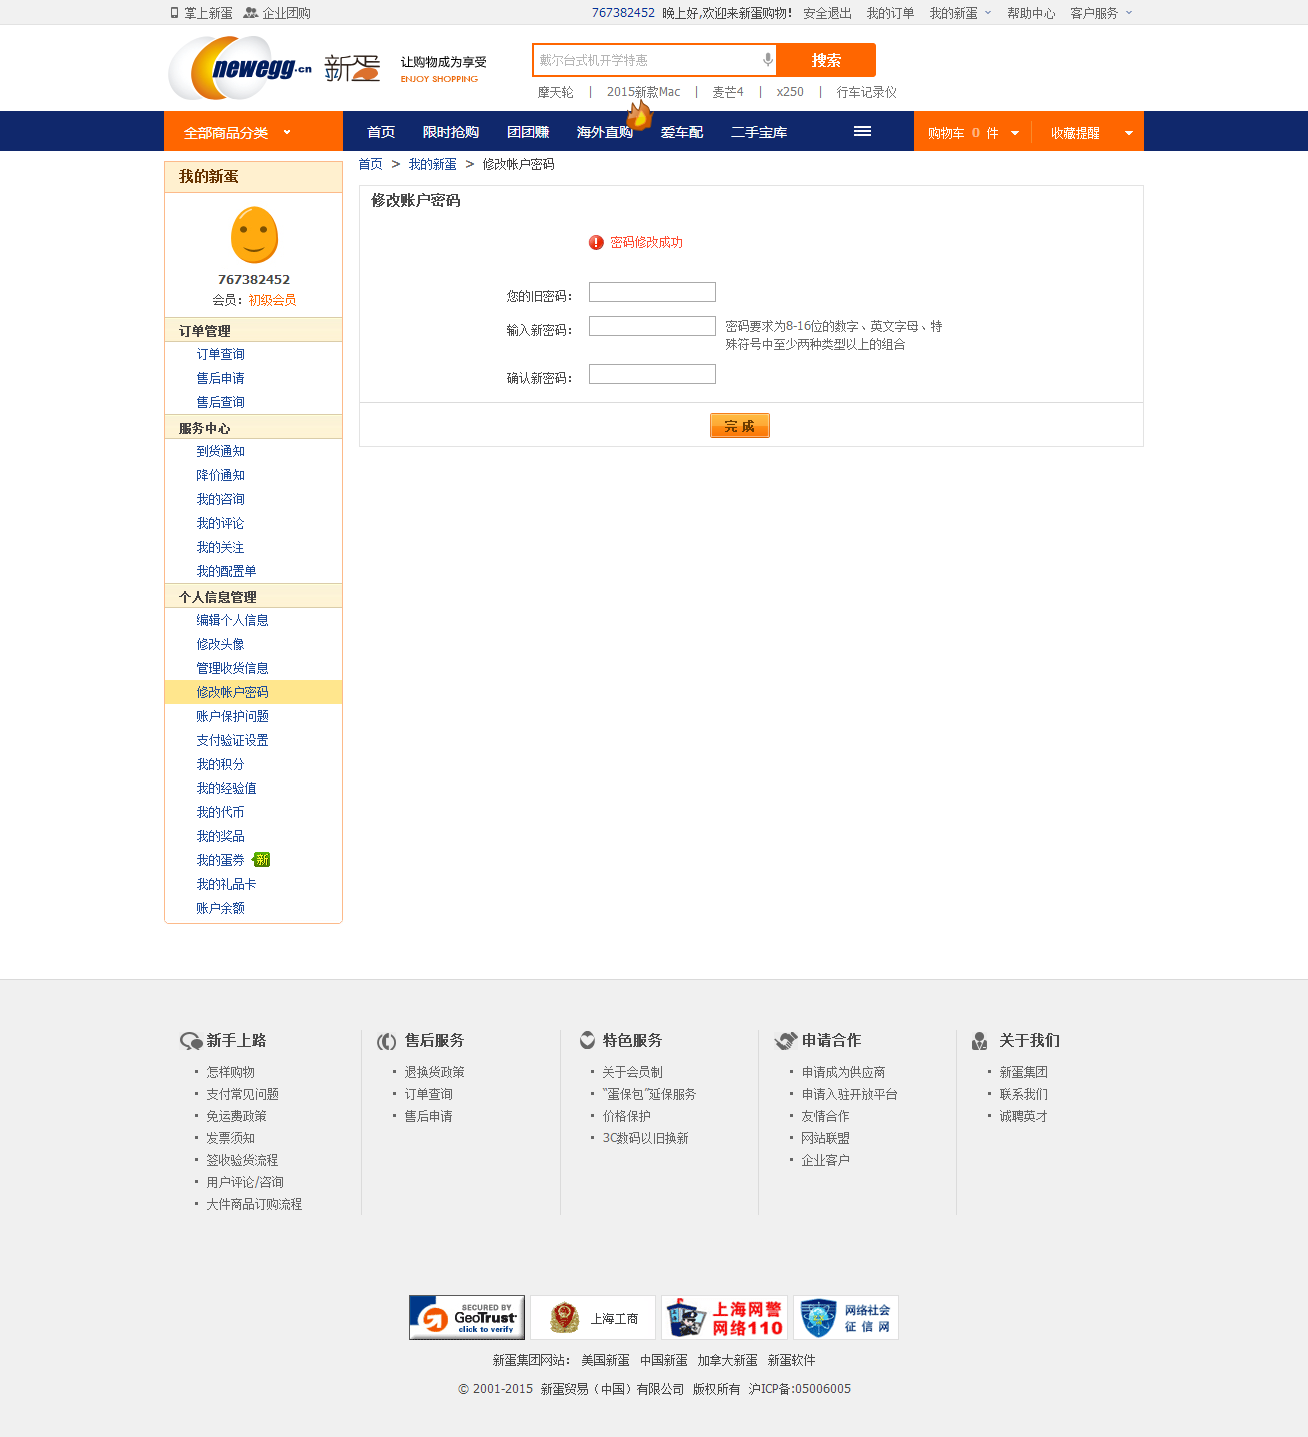 掌上新蛋 企业团购 767382452 晚上好,欢迎来新蛋购物! 安全退出 我的订单 我的新蛋 帮助中心 客户服务
newegg.cn 新蛋 让购物成为享受
ENJOY SHOPPING
戴尔台式机开学特惠 搜索
摩天轮 | 2015新款Mac | 麦芒4 | x250 | 行车记录仪
全部商品分类 首页 限时抢购 团团赚 海外直购 爱车配 二手宝库 购物车 0 件 收藏提醒
首页 > 我的新蛋 > 修改帐户密码
我的新蛋
767382452
会员：初级会员
订单管理
订单查询
售后申请
售后查询
服务中心
到货通知
降价通知
我的咨询
我的评论
我的关注
我的配置单
个人信息管理
编辑个人信息
修改头像
管理收货信息
修改帐户密码
账户保护问题
支付验证设置
我的积分
我的经验值
我的代币
我的奖品
我的蛋券 新
我的礼品卡
账户余额
修改账户密码
密码修改成功
您的旧密码：
输入新密码： 密码要求为8-16位的数字、英文字母、特
殊符号中至少两种类型以上的组合
确认新密码：
完 成
新手上路
怎样购物
支付常见问题
免运费政策
发票须知
签收验货流程
用户评论/咨询
大件商品订购流程
售后服务
退换货政策
订单查询
售后申请
特色服务
关于会员制
“蛋保包”延保服务
价格保护
3C数码以旧换新
申请合作
申请成为供应商
申请入驻开放平台
友情合作
网站联盟
企业客户
关于我们
新蛋集团
联系我们
诚聘英才
SECURED BY
GeoTrust
click to verify
上海工商
上海网警
网络110
网络社会
征信网
新蛋集团网站： 美国新蛋 中国新蛋 加拿大新蛋 新蛋软件
© 2001-2015 新蛋贸易（中国）有限公司 版权所有 沪ICP备:05006005